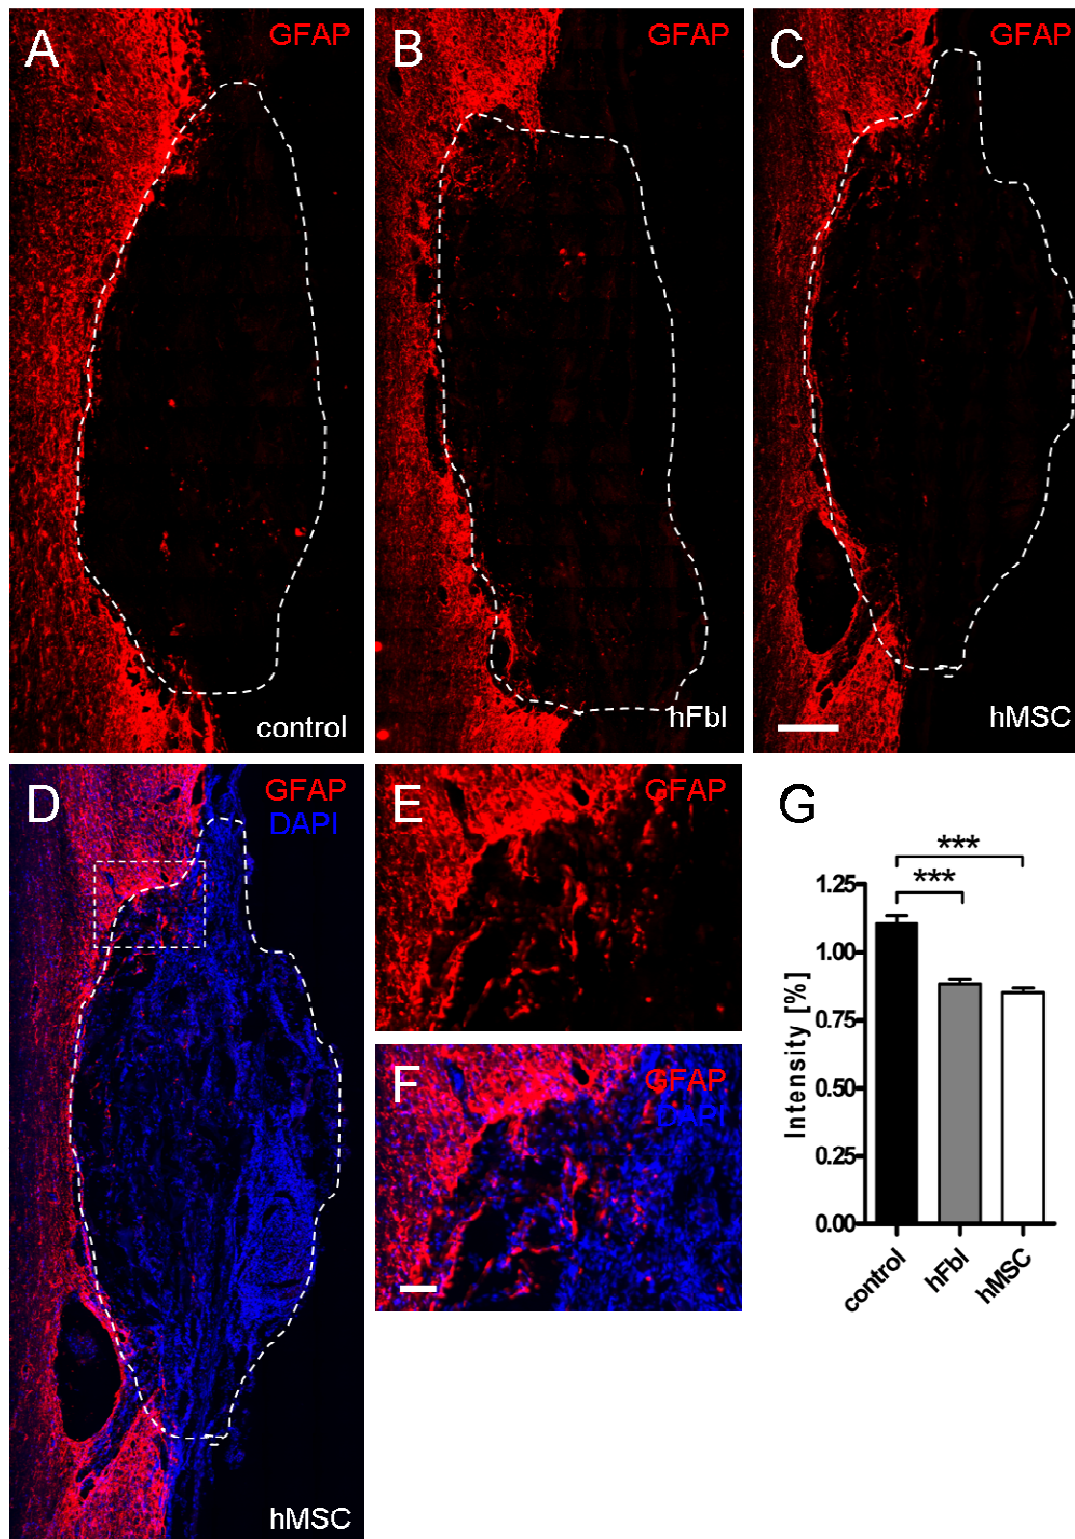 A
GFAP
control
B
GFAP
hFbl
C
GFAP
hMSC
D
GFAP
DAPI
hMSC
E
GFAP
F
GFAP
DAPI
G
***
***
Intensity [%]
1.25
1.00
0.75
0.50
0.25
0.00
control
hFbl
hMSC